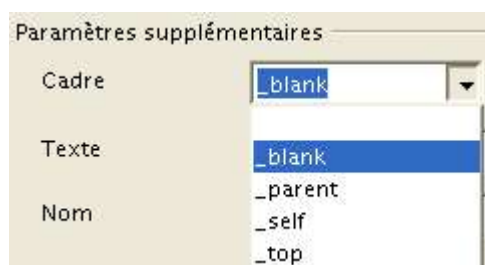 Paramètres supplémentaires
Cadre
_blank
Texte
_blank
_parent
Nom
_self
_top